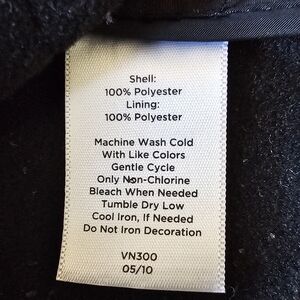 Shell:
100% Polyester
Lining:
100% Polyester
Machine Wash Cold
With Like Colors
Gentle Cycle
Only Non-Chlorine
Bleach When Needed
Tumble Dry Low
Cool Iron, If Needed
Do Not Iron Decoration
VN300
05/10